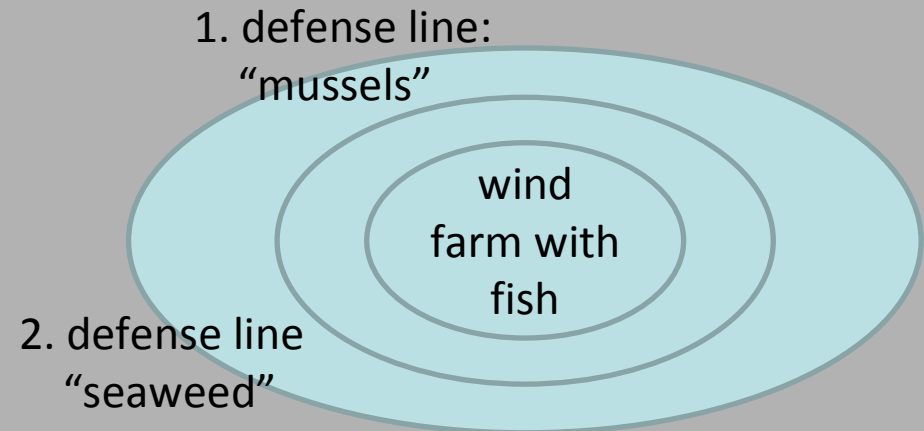 1. defense line:
“mussels”
wind
farm with
fish
2. defense line
“seaweed”